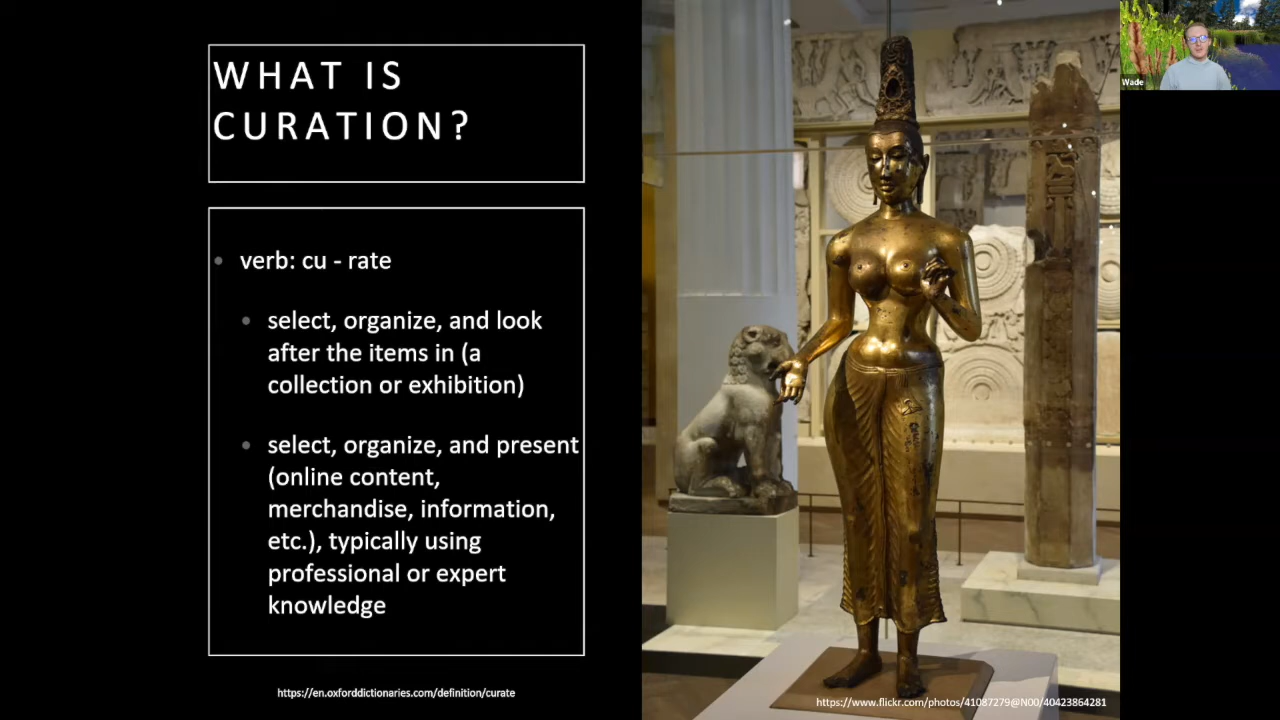 WHAT IS
CURATION?
verb: cu - rate
select, organize, and look
after the items in (a
collection or exhibition)
select, organize, and present
(online content,
merchandise, information,
etc.), typically using
professional or expert
knowledge
https://en.oxforddictionaries.com/definition/curate
https://www.flickr.com/photos/41087279@N00/40423864281
Wade